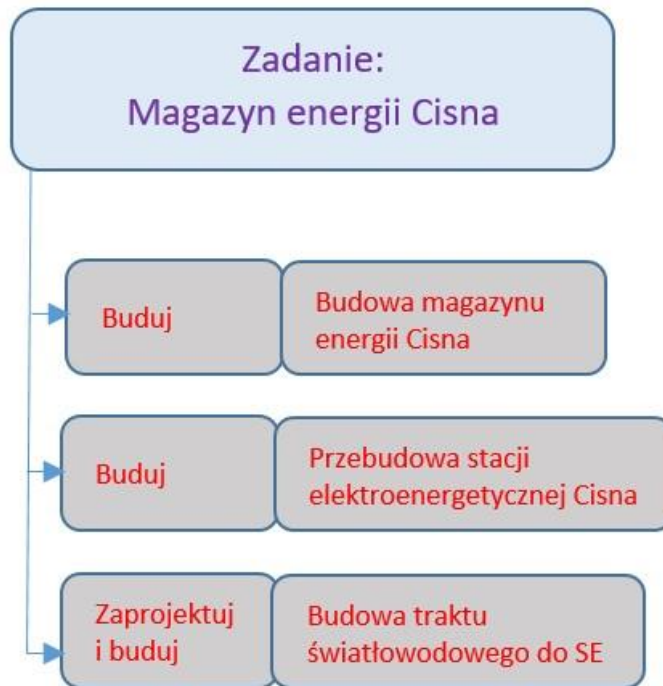 Zadanie:
Magazyn energii Cisna
Buduj
Budowa magazynu
energii Cisna
Buduj
Przebudowa stacji
elektroenergetycznej Cisna
Zaprojektuj
i buduj
Budowa traktu
światłowodowego do SE